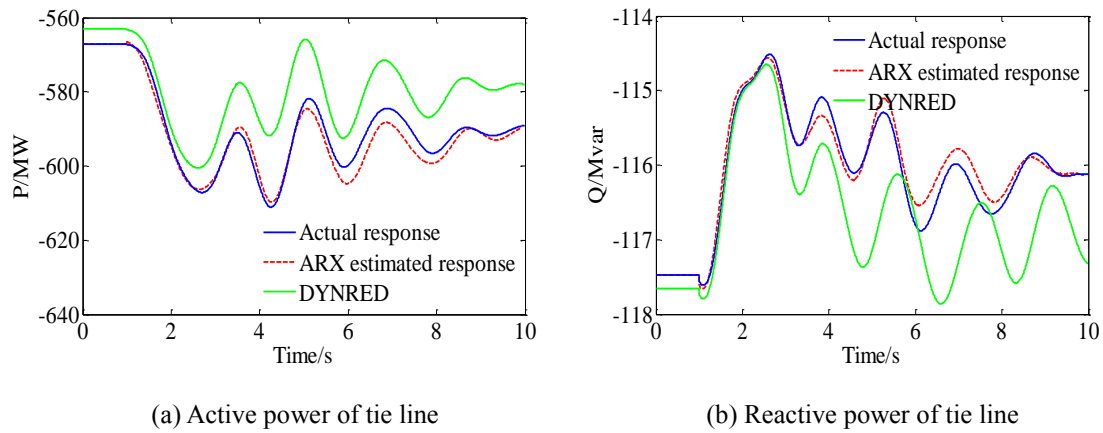 -560
-580
-600
-620
-640
P/MW
Actual response
ARX estimated response
DYNRED
0 2 4 6 8 10
Time/s
(a) Active power of tie line
-114
-115
-116
-117
-118
Q/Mvar
Actual response
ARX estimated response
DYNRED
0 2 4 6 8 10
Time/s
(b) Reactive power of tie line